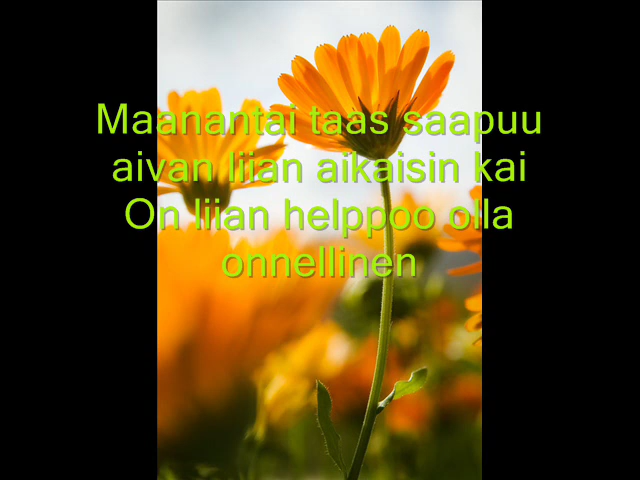 Maanantai taas saapuu
aivan liian aikaisin kai
On liian helppoo olla
onnellinen